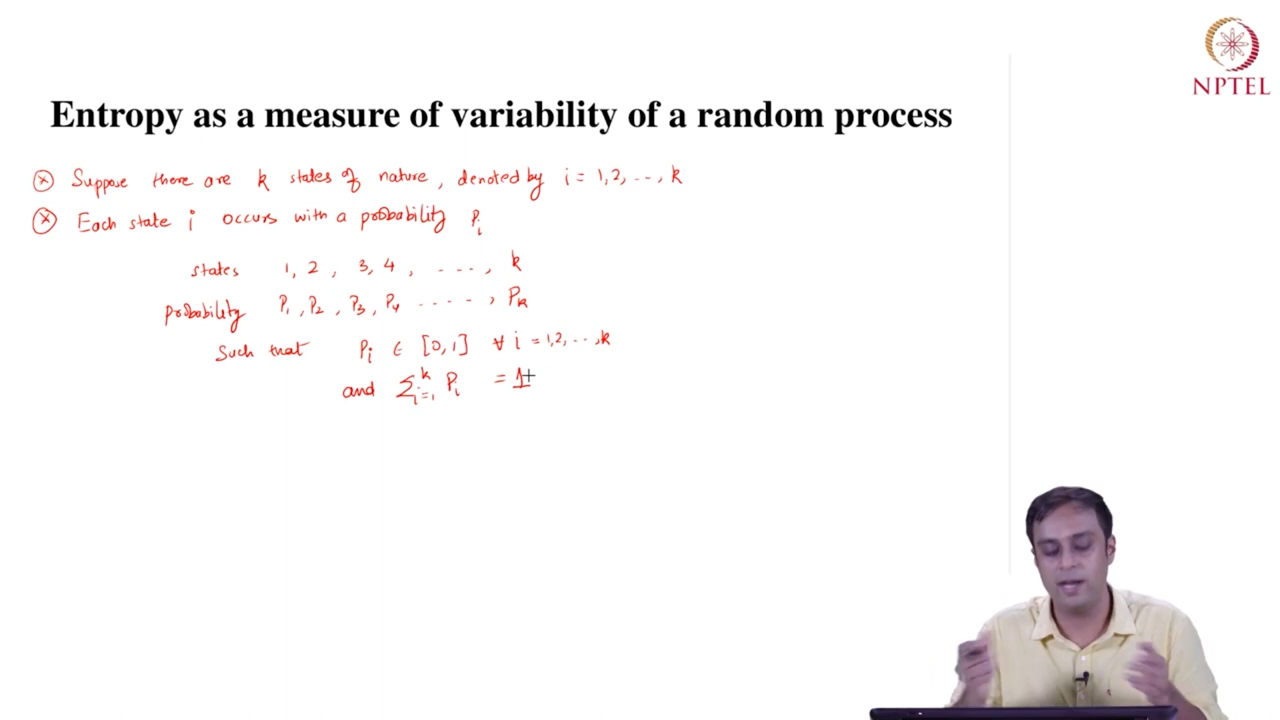 NPTEL
Entropy as a measure of variability of a random process
Suppose there are k states of nature, denoted by i = 1,2, ..., k
Each state i occurs with a probability Pi
states 1, 2, 3, 4, ...., k
probability P1, P2, P3, P4 ....., Pk
Such that Pi ∈ [0,1] ∀ i = 1,2,...,k
and ∑_{i=1}^{k} Pi = 1